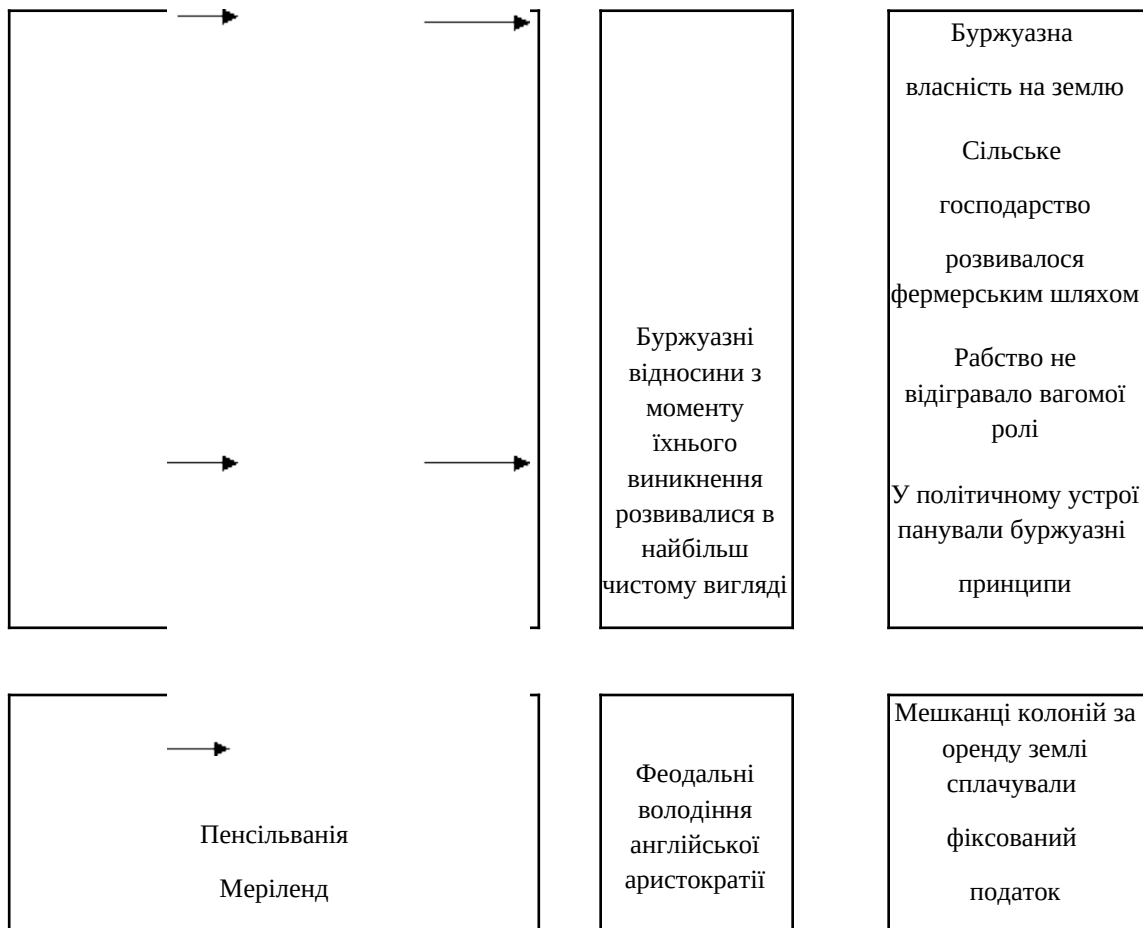 Буржуазні
відносини з
моменту
їхнього
виникнення
розвивалися в
найбільш
чистому вигляді
Буржуазна
власність на землю
Сільське
господарство
розвивалося
фермерським шляхом
Рабство не
відігравало вагомої
ролі
У політичному устрої
панували буржуазні
принципи
Пенсільванія
Меріленд
Феодальні
володіння
англійської
аристократії
Мешканці колоній за
оренду землі
сплачували
фіксований
податок